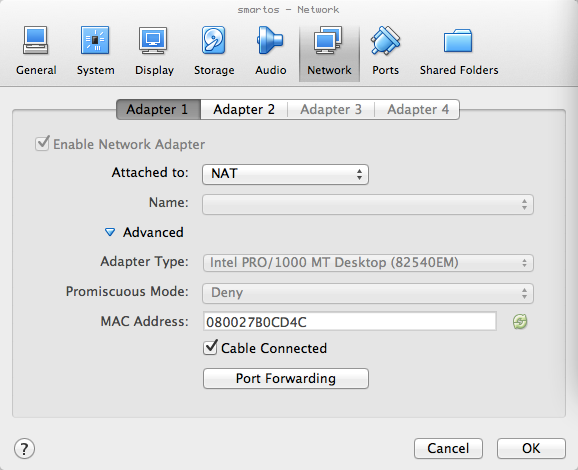 smartos – Network
General System Display Storage Audio Network Ports Shared Folders
Adapter 1 Adapter 2 Adapter 3 Adapter 4
Enable Network Adapter
Attached to: NAT
Name:
Advanced
Adapter Type: Intel PRO/1000 MT Desktop (82540EM)
Promiscuous Mode: Deny
MAC Address: 080027B0CD4C
Cable Connected
Port Forwarding
? Cancel OK